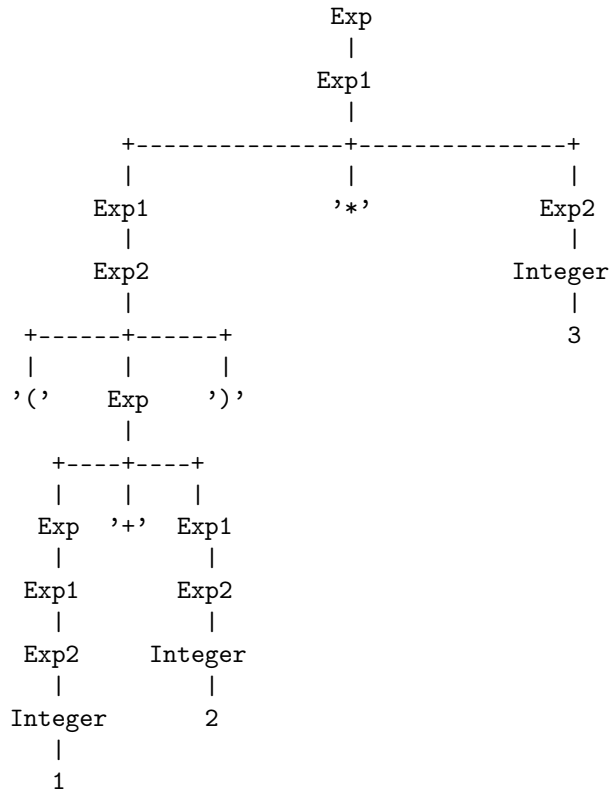 Exp
|
Exp1
|
+---------------+---------------+
| | |
Exp1 ’*’ Exp2
| |
Exp2 Integer
| |
+------+------+ 3
| | |
’(’ Exp ’)’
|
+----+----+
| | |
Exp ’+’ Exp1
| |
Exp1 Exp2
| |
Exp2 Integer
| |
Integer 2
|
1